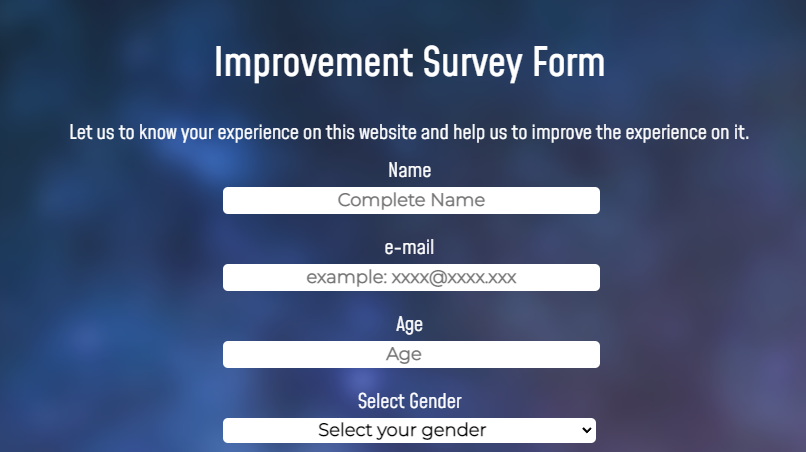 Improvement Survey Form
Let us to know your experience on this website and help us to improve the experience on it.
Name
Complete Name
e-mail
example: xxxx@xxxx.xxx
Age
Age
Select Gender
Select your gender